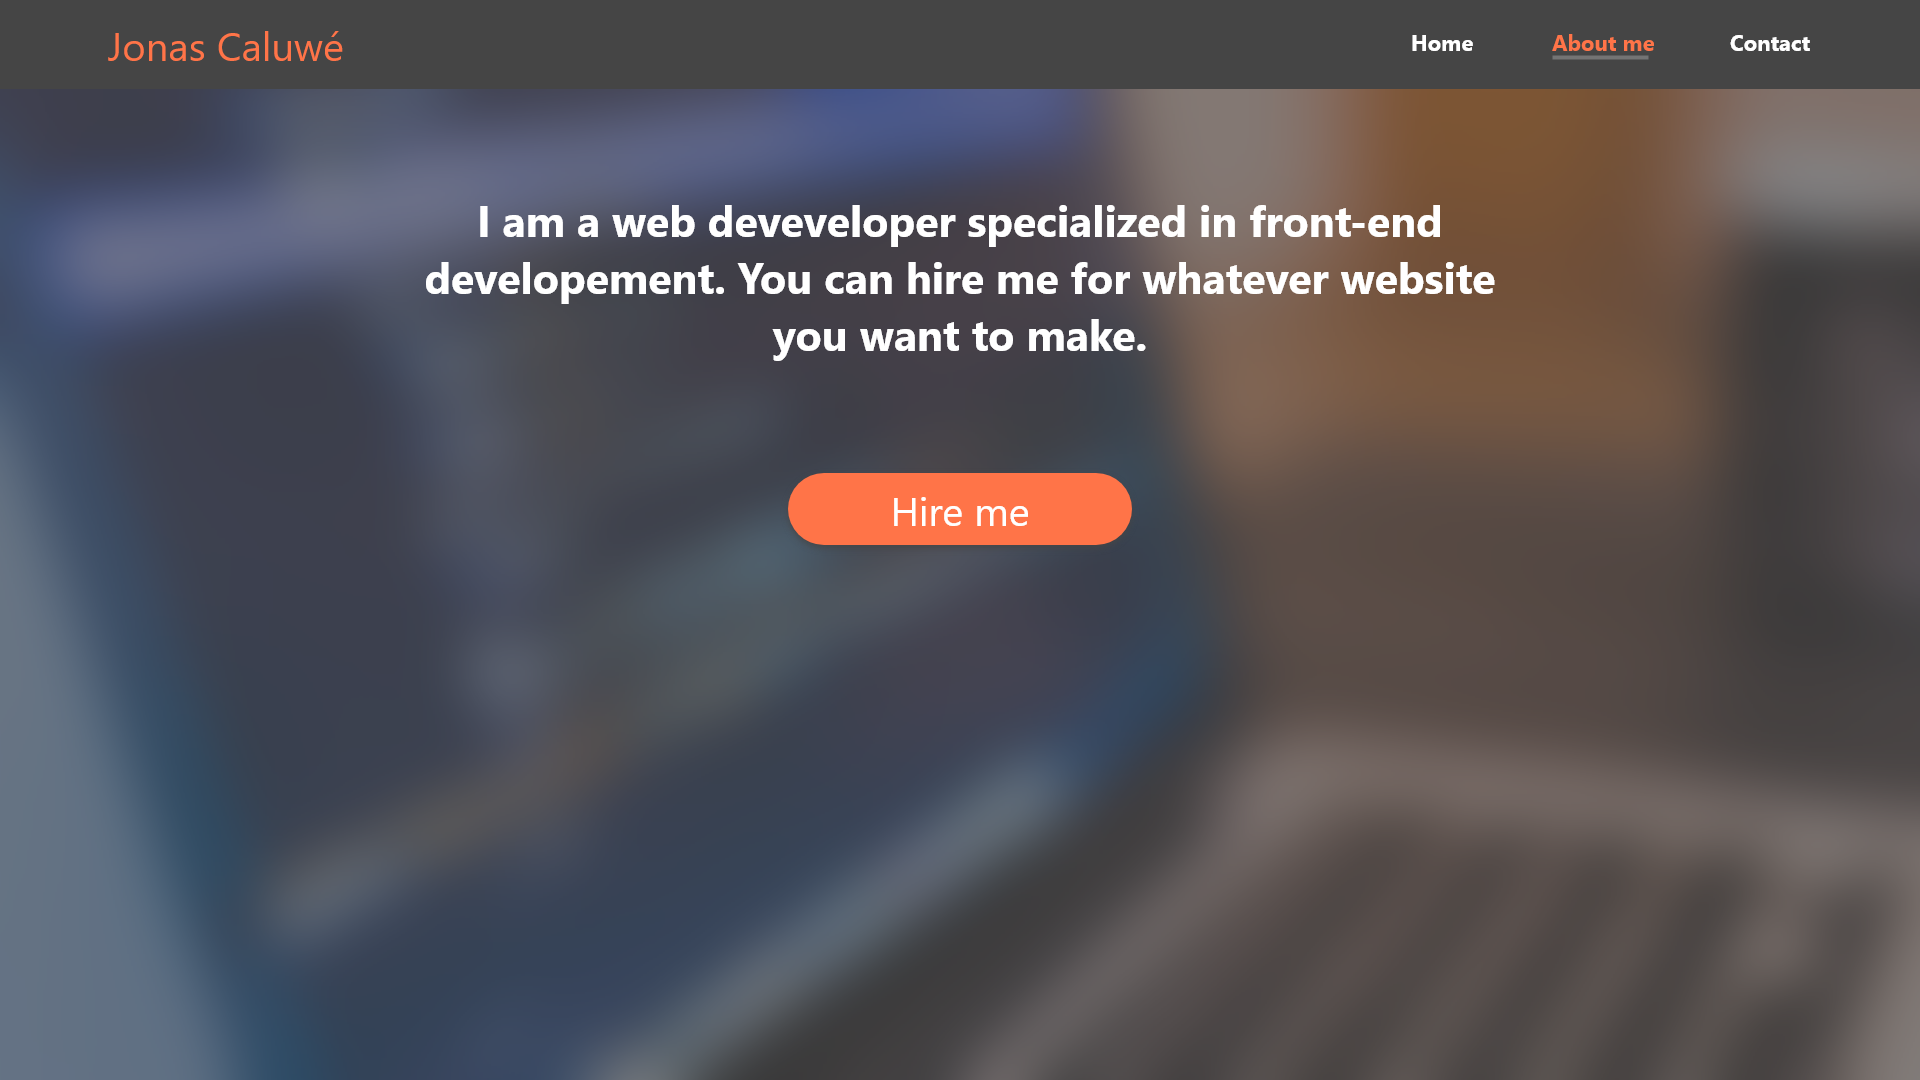 Jonas Caluwé
Home
About me
Contact
I am a web deveveloper specialized in front-end
developement. You can hire me for whatever website
you want to make.
Hire me